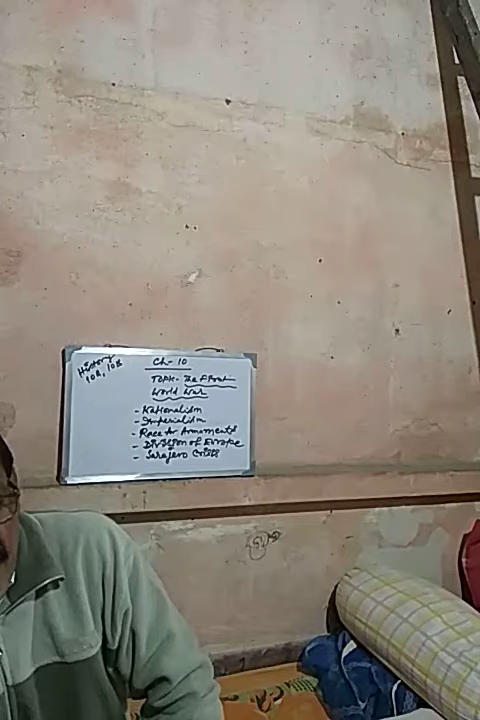 History
10A, 10B
Ch- 10
Topic- The First
World War
- Nationalism
- Imperialism
- Race for Armaments
- Division of Europe
- Sarajevo Crisis